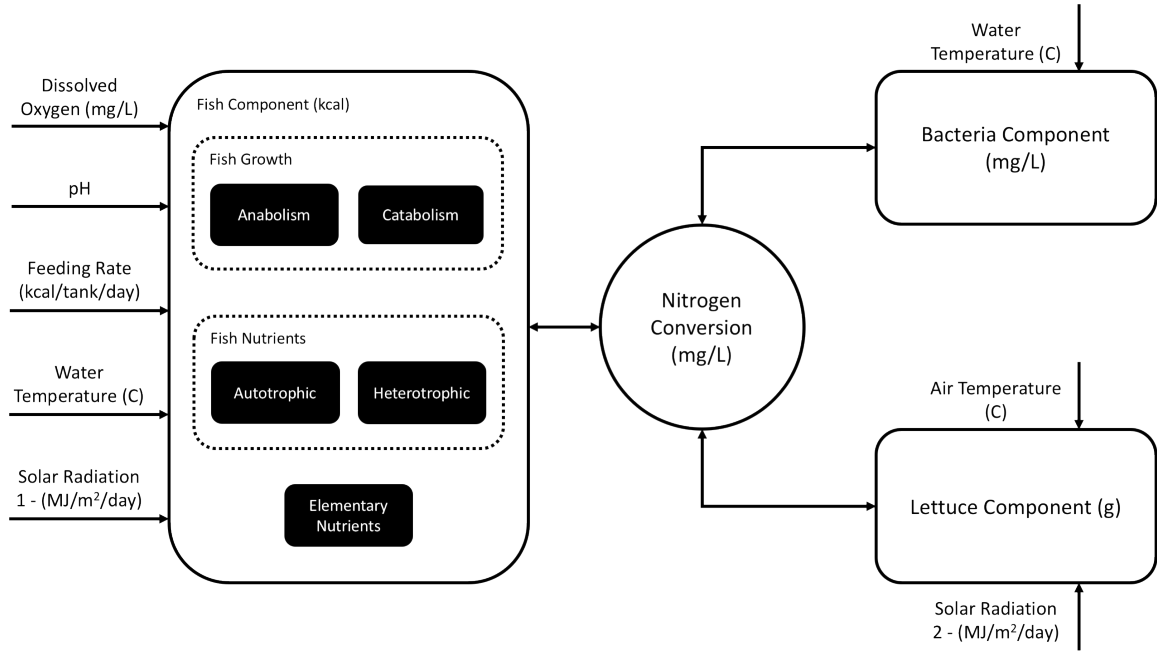 Dissolved
Oxygen (mg/L)
pH
Feeding Rate
(kcal/tank/day)
Water
Temperature (C)
Solar Radiation
1 - (MJ/m²/day)
Fish Component (kcal)
Fish Growth
Anabolism
Catabolism
Fish Nutrients
Autotrophic
Heterotrophic
Elementary
Nutrients
Nitrogen
Conversion
(mg/L)
Water
Temperature (C)
Bacteria Component
(mg/L)
Air Temperature
(C)
Lettuce Component (g)
Solar Radiation
2 - (MJ/m²/day)